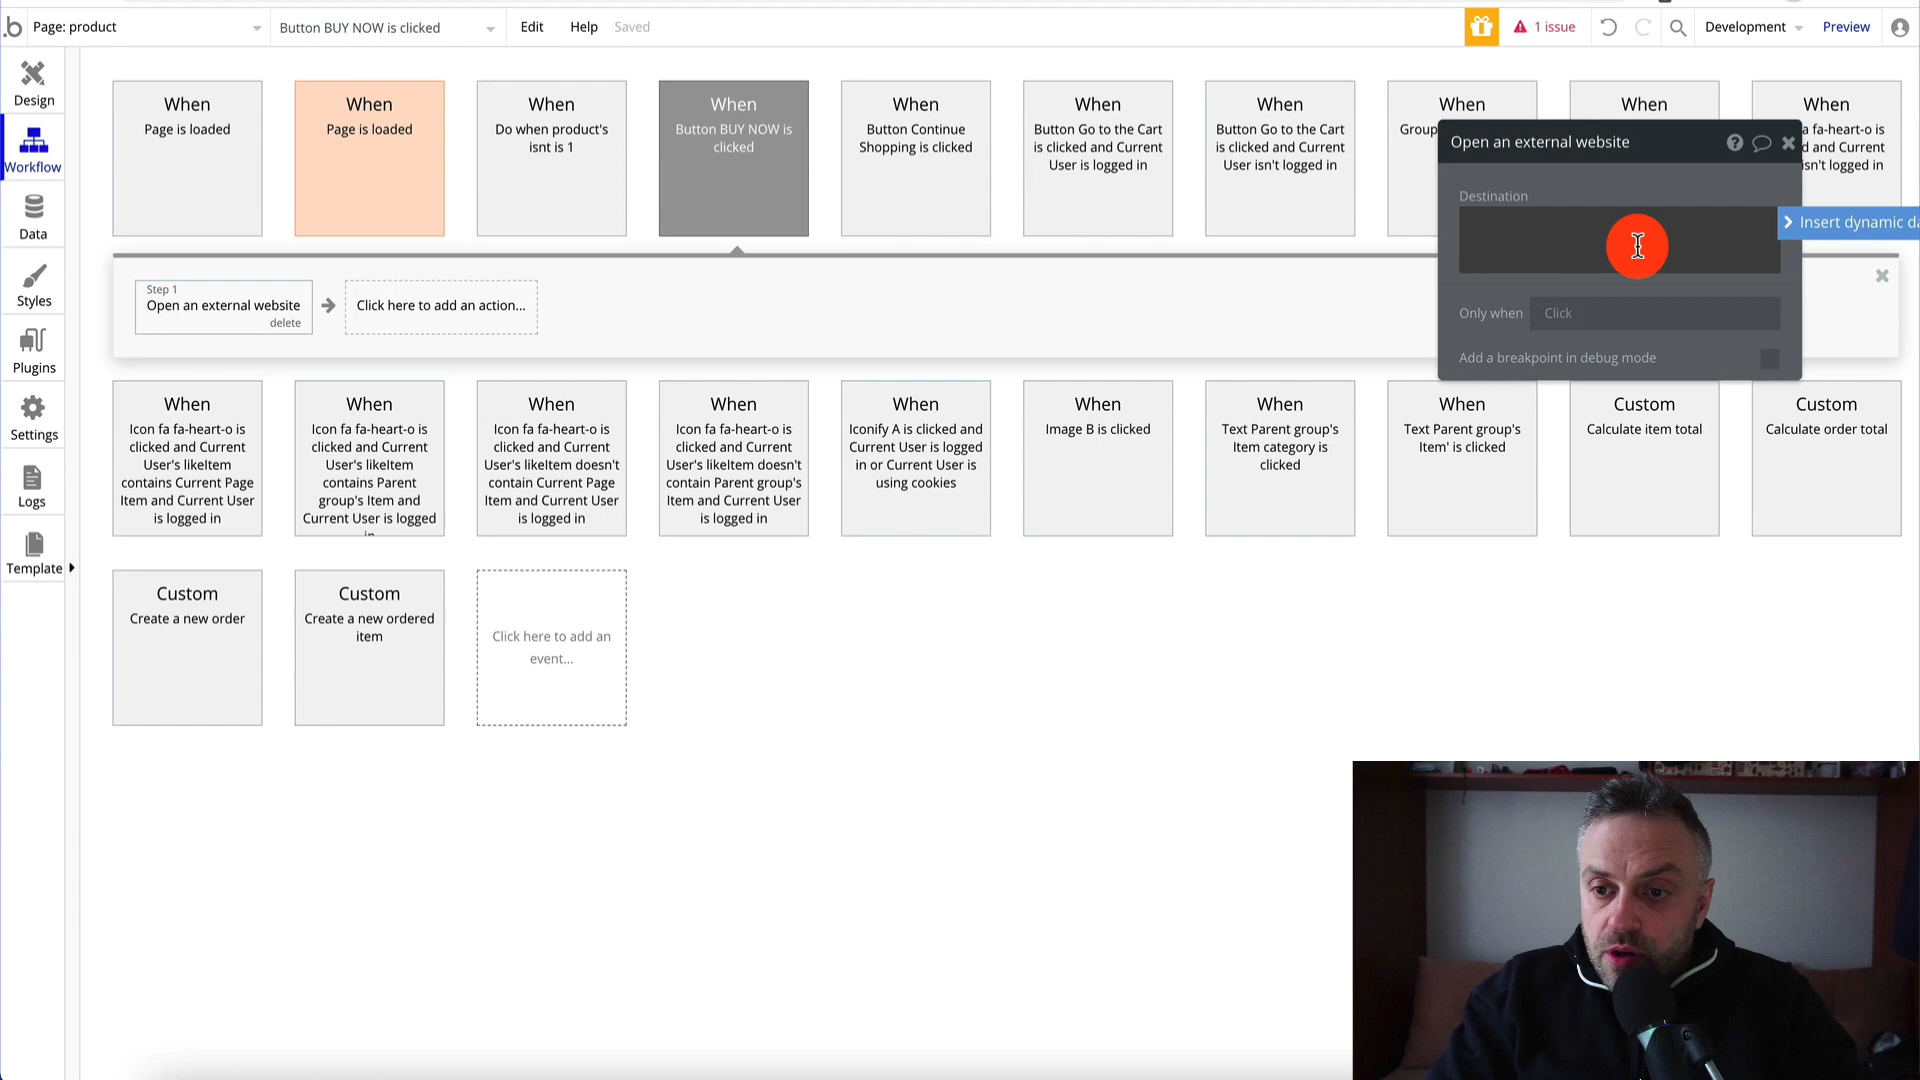 .b
Page: product
Button BUY NOW is clicked
Edit
Help
Saved
1 issue
Development
Preview
Design
Workflow
Data
Styles
Plugins
Settings
Logs
Template
When
Page is loaded
When
Page is loaded
When
Do when product's
isnt is 1
When
Button BUY NOW is
clicked
When
Button Continue
Shopping is clicked
When
Button Go to the Cart
is clicked and Current
User is logged in
When
Button Go to the Cart
is clicked and Current
User isn't logged in
When
Group
When
When
a fa-heart-o is
d and Current
isn't logged in
Open an external website
Destination
Insert dynamic da
Only when
Click
Add a breakpoint in debug mode
Step 1
Open an external website
delete
Click here to add an action...
When
Icon fa fa-heart-o is
clicked and Current
User's likeItem
contains Current Page
Item and Current User
is logged in
When
Icon fa fa-heart-o is
clicked and Current
User's likeItem
contains Parent
group's Item and
Current User is logged
in
When
Icon fa fa-heart-o is
clicked and Current
User's likeItem doesn't
contain Current Page
Item and Current User
is logged in
When
Icon fa fa-heart-o is
clicked and Current
User's likeItem doesn't
contain Parent group's
Item and Current User
is logged in
When
Iconify A is clicked and
Current User is logged
in or Current User is
using cookies
When
Image B is clicked
When
Text Parent group's
Item category is
clicked
When
Text Parent group's
Item' is clicked
Custom
Calculate item total
Custom
Calculate order total
Custom
Create a new order
Custom
Create a new ordered
item
Click here to add an
event...